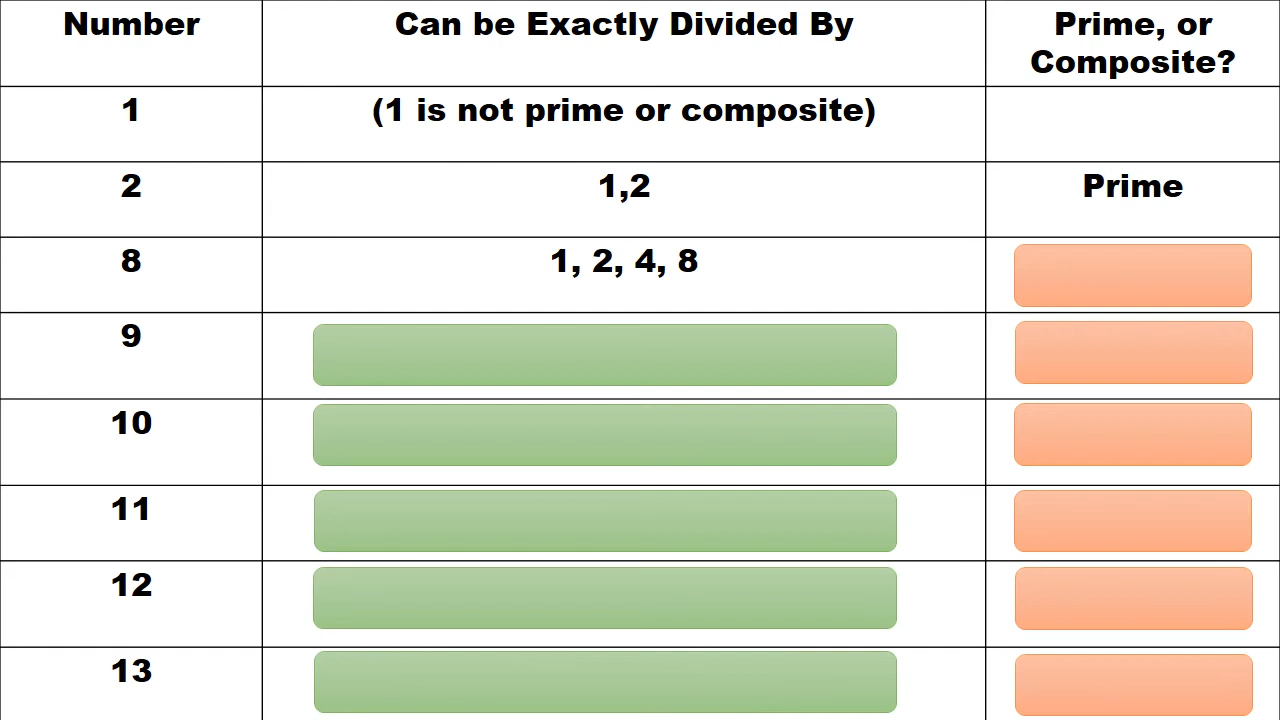 Number
Can be Exactly Divided By
Prime, or
Composite?
1
(1 is not prime or composite)
2
1,2
Prime
8
1, 2, 4, 8
9
10
11
12
13